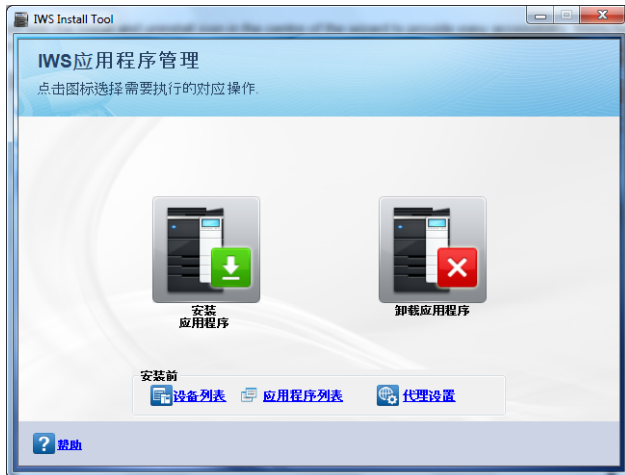 IWS Install Tool
IWS应用程序管理
点击图标选择需要执行的对应操作.
安装
应用程序
卸载应用程序
安装前
设备列表 应用程序列表 代理设置
帮助